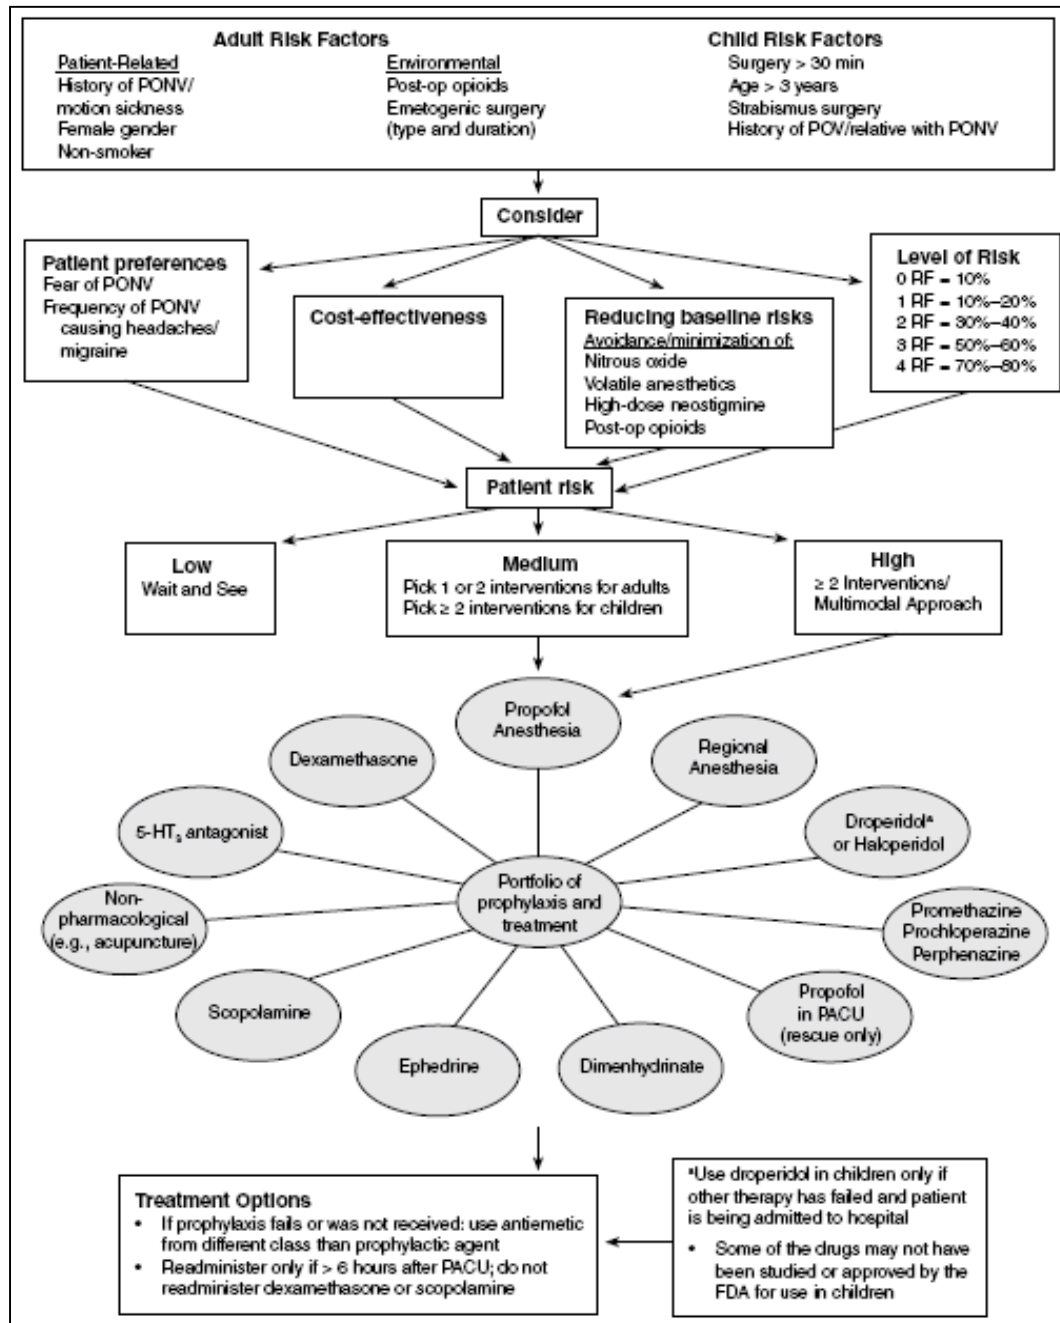 Adult Risk Factors
Patient-Related
History of PONV/
motion sickness
Female gender
Non-smoker
Environmental
Post-op opioids
Emetogenic surgery
(type and duration)
Child Risk Factors
Surgery > 30 min
Age > 3 years
Strabismus surgery
History of POV/relative with PONV
Consider
Patient preferences
Fear of PONV
Frequency of PONV
causing headaches/
migraine
Cost-effectiveness
Reducing baseline risks
Avoidance/minimization of:
Nitrous oxide
Volatile anesthetics
High-dose neostigmine
Post-op opioids
Level of Risk
0 RF = 10%
1 RF = 10%–20%
2 RF = 30%–40%
3 RF = 50%–60%
4 RF = 70%–80%
Patient risk
Low
Wait and See
Medium
Pick 1 or 2 interventions for adults
Pick ≥ 2 interventions for children
High
≥ 2 Interventions/
Multimodal Approach
Propofol
Anesthesia
Dexamethasone
Regional
Anesthesia
5-HT3 antagonist
Droperidolª
or Haloperidol
Non-
pharmacological
(e.g., acupuncture)
Portfolio of
prophylaxis and
treatment
Promethazine
Prochloperazine
Perphenazine
Scopolamine
Propofol
in PACU
(rescue only)
Ephedrine
Dimenhydrinate
Treatment Options
• If prophylaxis fails or was not received: use antiemetic
from different class than prophylactic agent
• Readminister only if > 6 hours after PACU; do not
readminister dexamethasone or scopolamine
ªUse droperidol in children only if
other therapy has failed and patient
is being admitted to hospital
• Some of the drugs may not have
been studied or approved by the
FDA for use in children